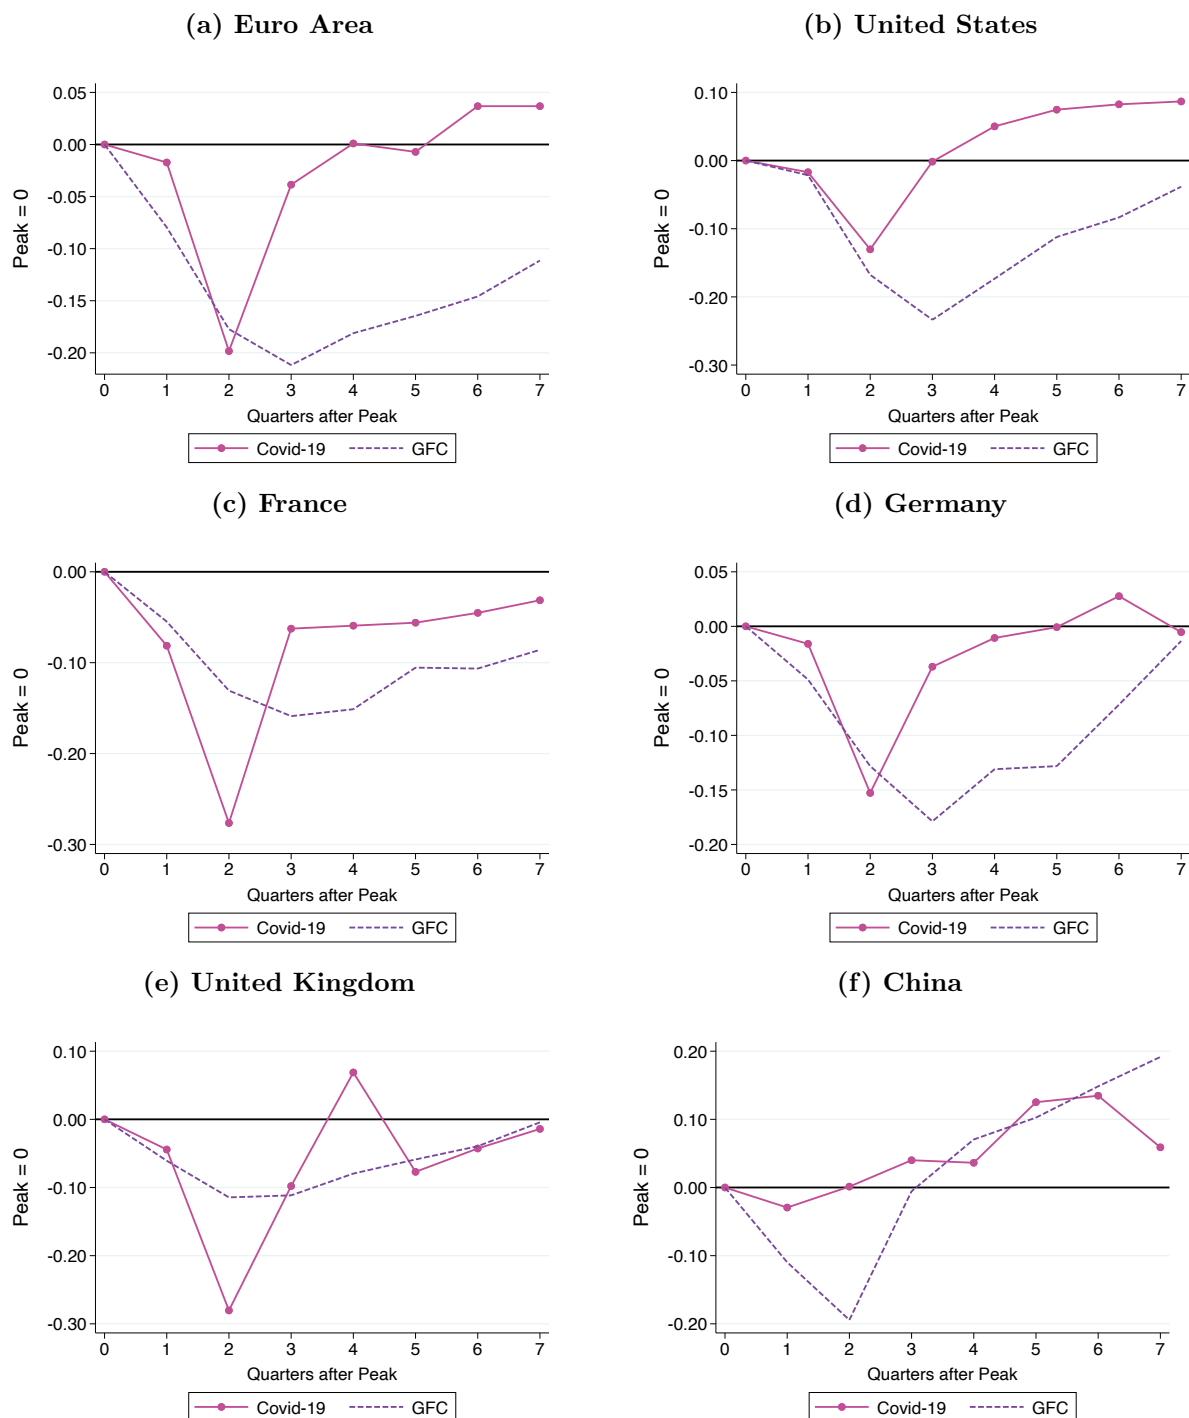 (a) Euro Area
0.05
0.00
-0.05
-0.10
-0.15
-0.20
Peak = 0
0 1 2 3 4 5 6 7
Quarters after Peak
Covid-19 GFC
(b) United States
0.10
0.00
-0.10
-0.20
-0.30
Peak = 0
0 1 2 3 4 5 6 7
Quarters after Peak
Covid-19 GFC
(c) France
0.00
-0.10
-0.20
-0.30
Peak = 0
0 1 2 3 4 5 6 7
Quarters after Peak
Covid-19 GFC
(d) Germany
0.05
0.00
-0.05
-0.10
-0.15
-0.20
Peak = 0
0 1 2 3 4 5 6 7
Quarters after Peak
Covid-19 GFC
(e) United Kingdom
0.10
0.00
-0.10
-0.20
-0.30
Peak = 0
0 1 2 3 4 5 6 7
Quarters after Peak
Covid-19 GFC
(f) China
0.20
0.10
0.00
-0.10
-0.20
Peak = 0
0 1 2 3 4 5 6 7
Quarters after Peak
Covid-19 GFC